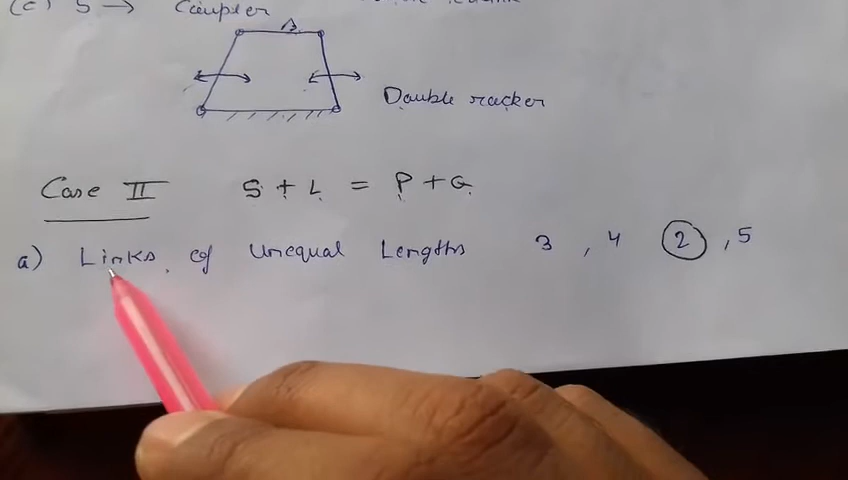 (c) S → Coupler
S
Double rocker
Case II S + L = P + Q
a) Links of Unequal Lengths 3 , 4 2 , 5